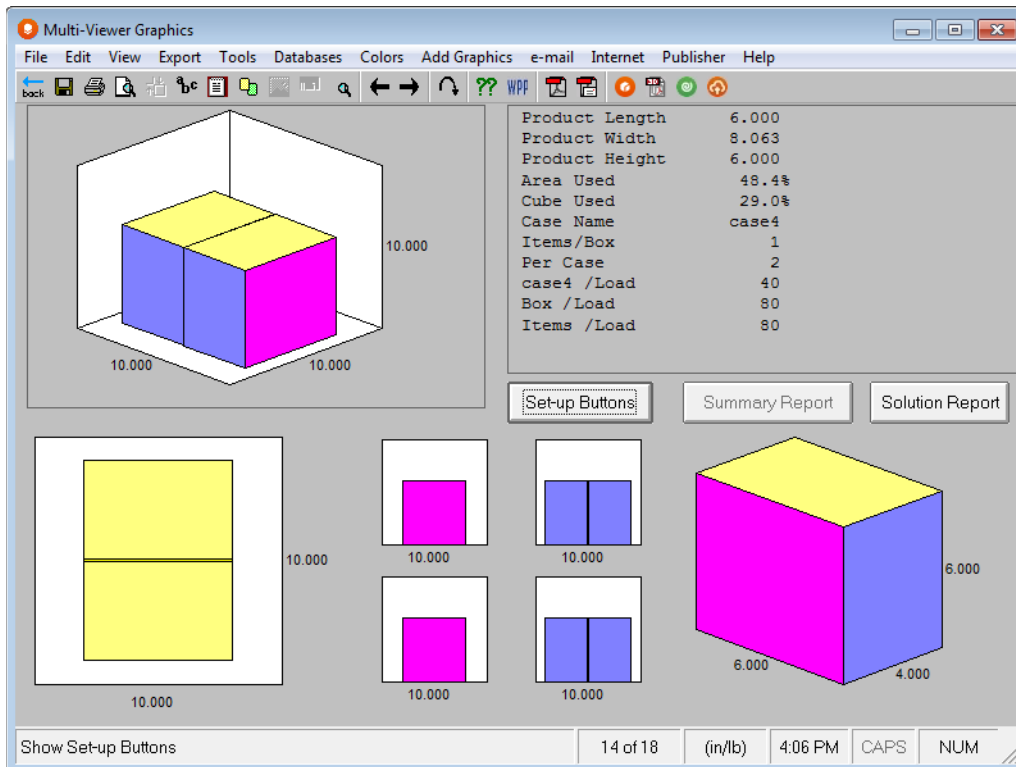 Multi-Viewer Graphics
File Edit View Export Tools Databases Colors Add Graphics e-mail Internet Publisher Help
back abc ?? WPP
10.000
10.000 10.000
Product Length 6.000
Product Width 8.063
Product Height 6.000
Area Used 48.4%
Cube Used 29.0%
Case Name case4
Items/Box 1
Per Case 2
case4 /Load 40
Box /Load 80
Items /Load 80
Set-up Buttons Summary Report Solution Report
10.000
10.000
10.000 10.000
10.000 10.000
6.000
6.000 4.000
Show Set-up Buttons 14 of 18 (in/lb) 4:06 PM CAPS NUM